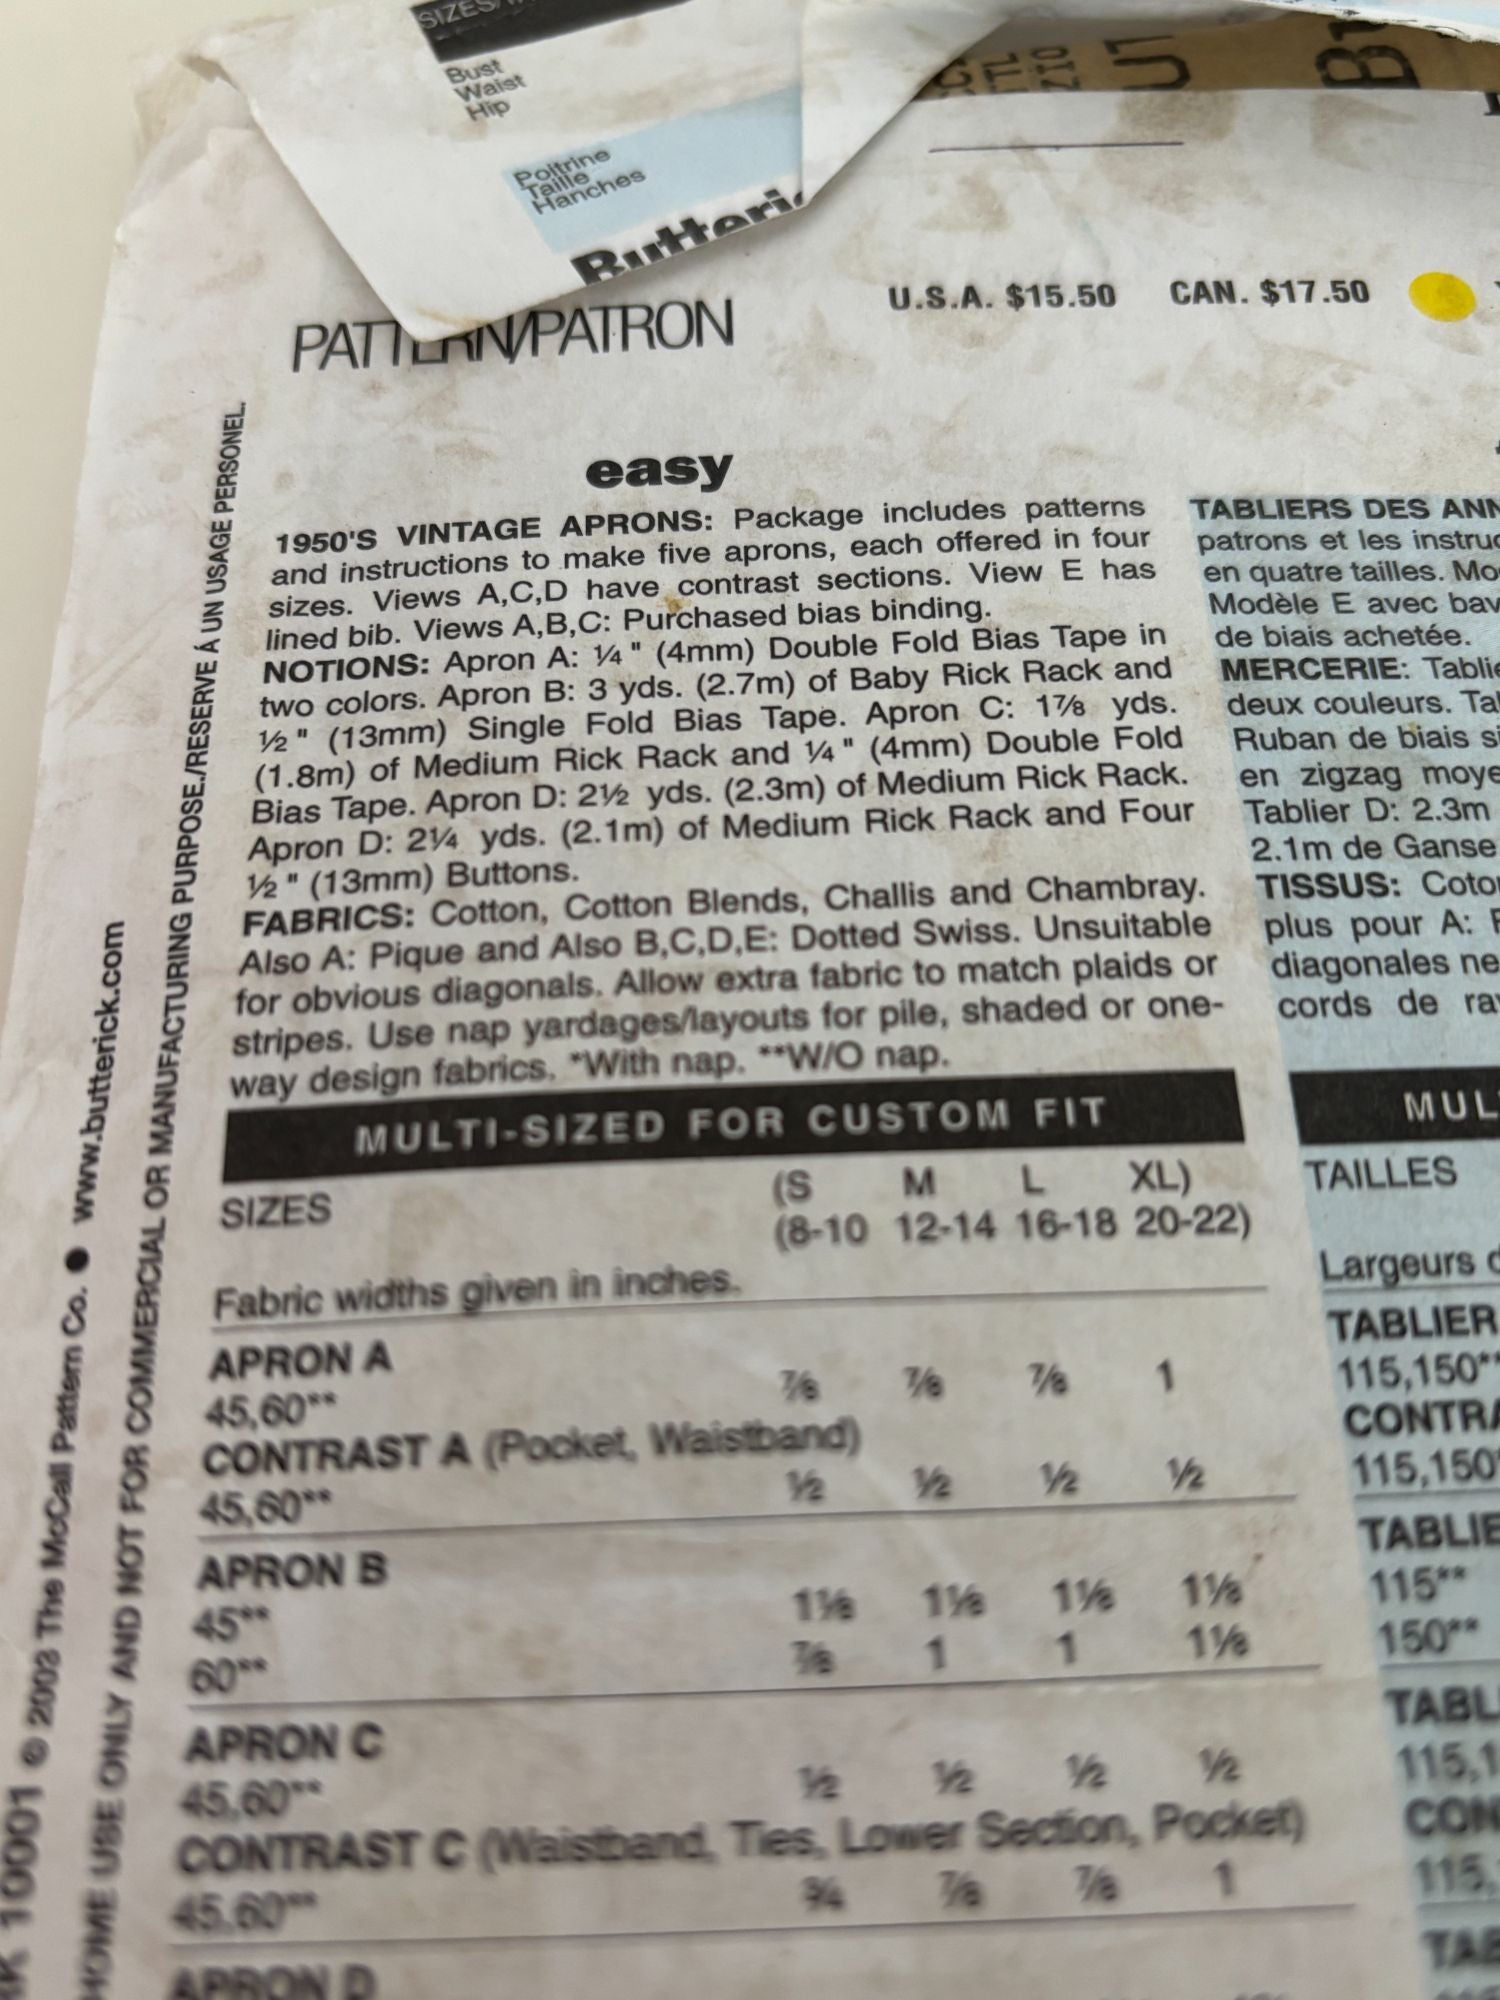 SIZES
Bust
Waist
Hip
Poitrine
Taille
Hanches
Butteric
PATTERN/PATRON
U.S.A. $15.50 CAN. $17.50
easy
1950'S VINTAGE APRONS: Package includes patterns
and instructions to make five aprons, each offered in four
sizes. Views A,C,D have contrast sections. View E has
lined bib. Views A,B,C: Purchased bias binding.
NOTIONS: Apron A: ¼" (4mm) Double Fold Bias Tape in
two colors. Apron B: 3 yds. (2.7m) of Baby Rick Rack and
½" (13mm) Single Fold Bias Tape. Apron C: 1⅞ yds.
(1.8m) of Medium Rick Rack and ¼" (4mm) Double Fold
Bias Tape. Apron D: 2½ yds. (2.3m) of Medium Rick Rack.
Apron D: 2¼ yds. (2.1m) of Medium Rick Rack and Four
½" (13mm) Buttons.
FABRICS: Cotton, Cotton Blends, Challis and Chambray.
Also A: Pique and Also B,C,D,E: Dotted Swiss. Unsuitable
for obvious diagonals. Allow extra fabric to match plaids or
stripes. Use nap yardages/layouts for pile, shaded or one-
way design fabrics. *With nap. **W/O nap.
MULTI-SIZED FOR CUSTOM FIT
SIZES (S M L XL)
(8-10 12-14 16-18 20-22)
Fabric widths given in inches.
APRON A
45,60** ⅞ ⅞ ⅞ 1
CONTRAST A (Pocket, Waistband)
45,60** ½ ½ ½ ½
APRON B
45** 1⅛ 1⅛ 1⅛ 1⅛
60** ⅞ 1 1 1⅛
APRON C
45,60** ½ ½ ½ ½
CONTRAST C (Waistband, Ties, Lower Section, Pocket)
45,60** ¾ ⅞ ⅞ 1
APRON D
TABLIERS DES ANN
patrons et les instruc
en quatre tailles. Mo
Modèle E avec bav
de biais achetée.
MERCERIE: Tablie
deux couleurs. Ta
Ruban de biais si
en zigzag moye
Tablier D: 2.3m
2.1m de Ganse
TISSUS: Coto
plus pour A: P
diagonales ne
cords de ra
MUL
TAILLES
Largeurs d
TABLIER
115,150**
CONTRA
115,150*
TABLIE
115**
150**
TABL
115,1
CON
115,
TAB
HOME USE ONLY AND NOT FOR COMMERCIAL OR MANUFACTURING PURPOSE./RESERVE Á UN USAGE PERSONEL.
10001 © 2003 The McCall Pattern Co. ● www.butterick.com